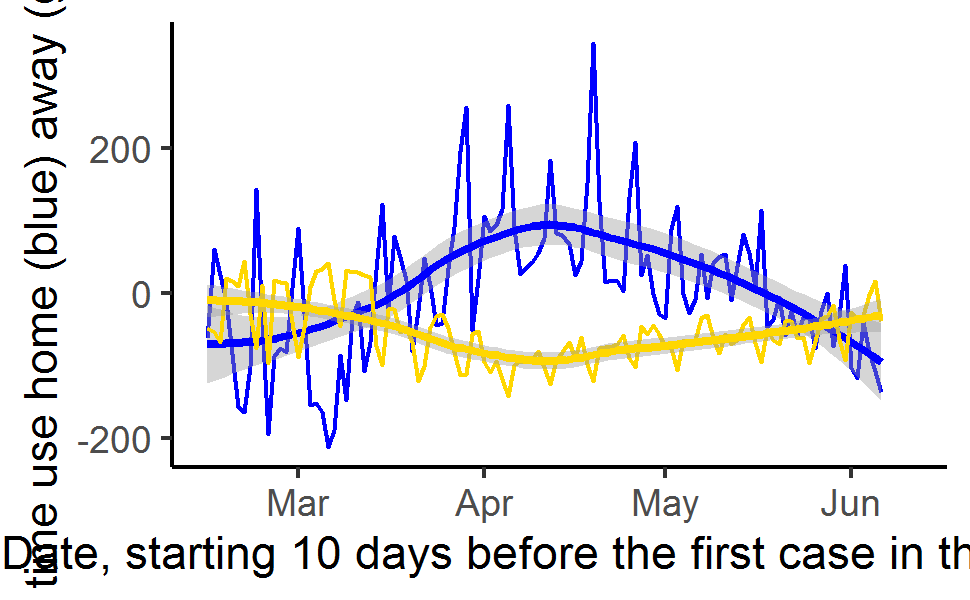 time use home (blue) away (
200
0
-200
Mar Apr May Jun
Date, starting 10 days before the first case in th